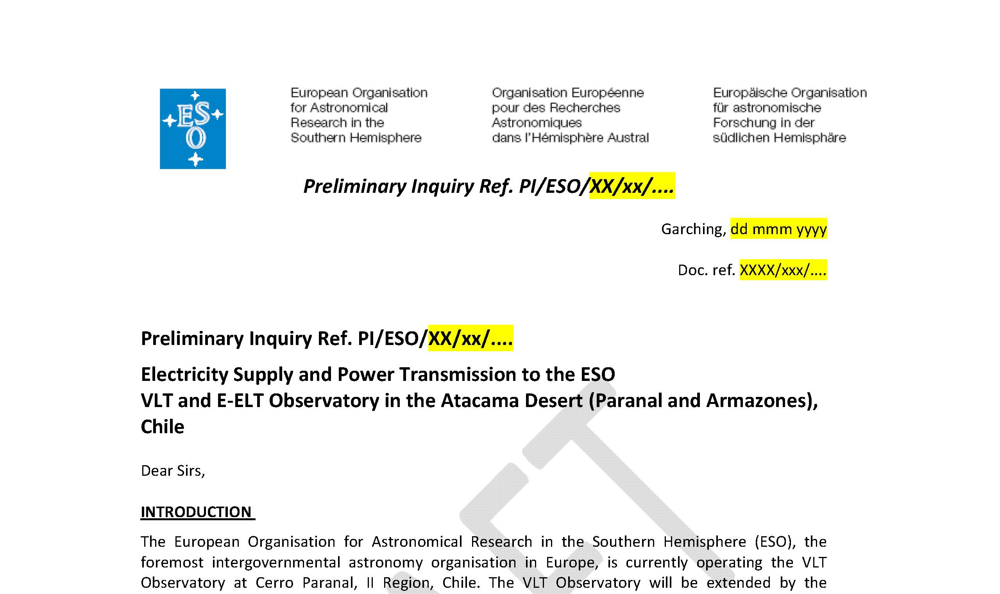 ESO
European Organisation
for Astronomical
Research in the
Southern Hemisphere
Organisation Européenne
pour des Recherches
Astronomiques
dans l'Hémisphère Austral
Europäische Organisation
für astronomische
Forschung in der
südlichen Hemisphäre
Preliminary Inquiry Ref. PI/ESO/XX/xx/....
Garching, dd mmm yyyy
Doc. ref. XXXX/xxx/....
Preliminary Inquiry Ref. PI/ESO/XX/xx/....
Electricity Supply and Power Transmission to the ESO
VLT and E-ELT Observatory in the Atacama Desert (Paranal and Armazones),
Chile
Dear Sirs,
INTRODUCTION
The European Organisation for Astronomical Research in the Southern Hemisphere (ESO), the
foremost intergovernmental astronomy organisation in Europe, is currently operating the VLT
Observatory at Cerro Paranal, II Region, Chile. The VLT Observatory will be extended by the